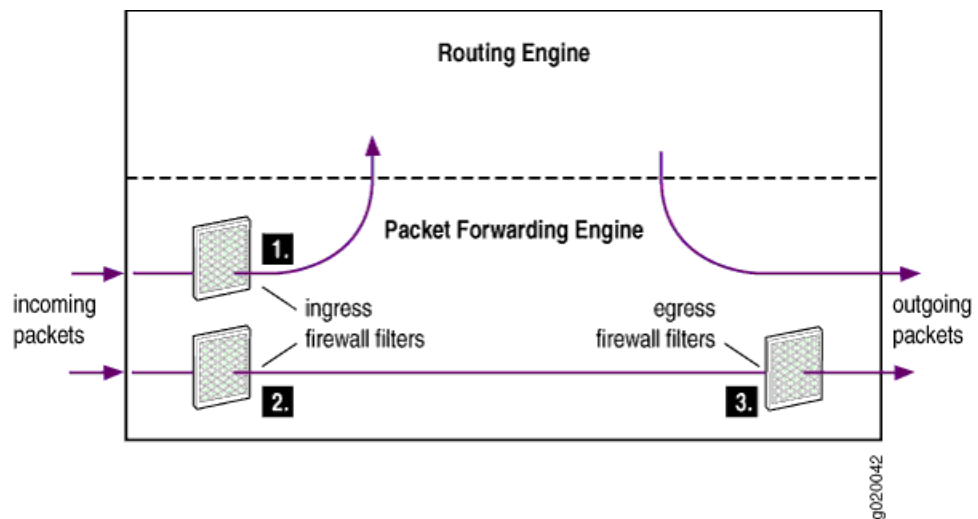 Routing Engine
Packet Forwarding Engine
1.
incoming
packets
ingress
firewall filters
egress
firewall filters
outgoing
packets
2.
3.
g020042